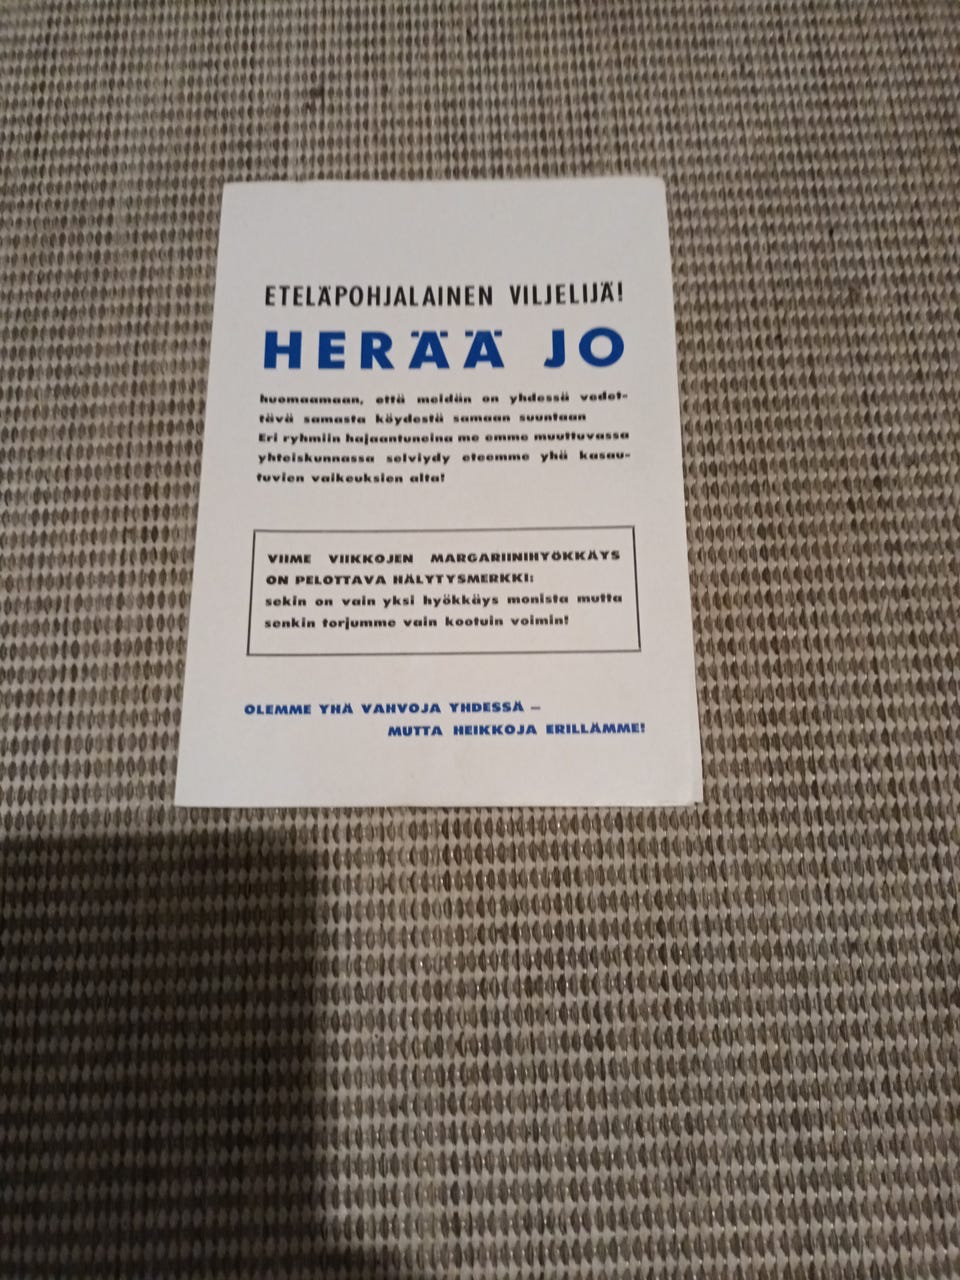 ETELÄPOHJALAINEN VILJELIJÄ!
HERÄÄ JO
huomaamaan, että meidän on yhdessä vedet-
tävä samasta köydestä samaan suuntaan
Eri ryhmiin hajaantuneina me emme muuttuvassa
yhteiskunnassa selviydy eteemme yhä kasau-
tuvien vaikeuksien alta!
VIIME VIIKKOJEN MARGARIINIHYÖKKÄYS
ON PELOTTAVA HÄLYTYSMERKKI:
sekin on vain yksi hyökkäys monista mutta
senkin torjumme vain kootuin voimin!
OLEMME YHÄ VAHVOJA YHDESSÄ –
MUTTA HEIKKOJA ERILLÄMME!